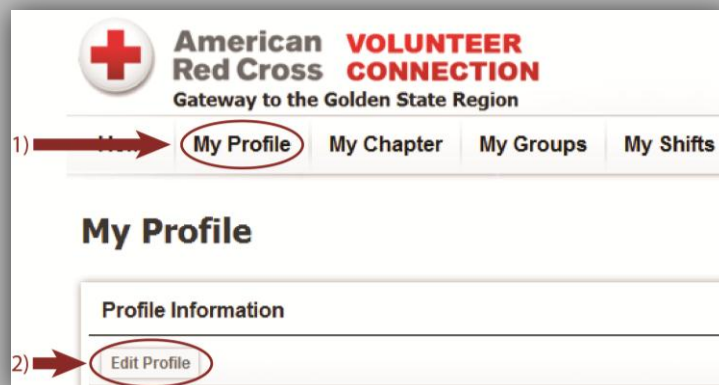 American VOLUNTEER
Red Cross CONNECTION
Gateway to the Golden State Region
1)
My Profile My Chapter My Groups My Shifts
My Profile
Profile Information
2)
Edit Profile